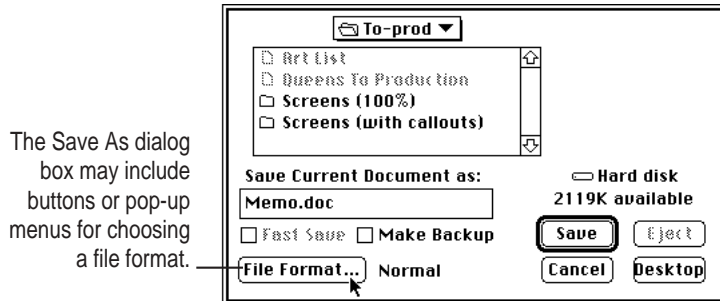 To-prod
Art List
Queens To Production
Screens (100%)
Screens (with callouts)
The Save As dialog
box may include
buttons or pop-up
menus for choosing
a file format.
Save Current Document as:
Memo.doc
Hard disk
2119K available
Fast Save Make Backup
Save Eject
File Format... Normal
Cancel Desktop